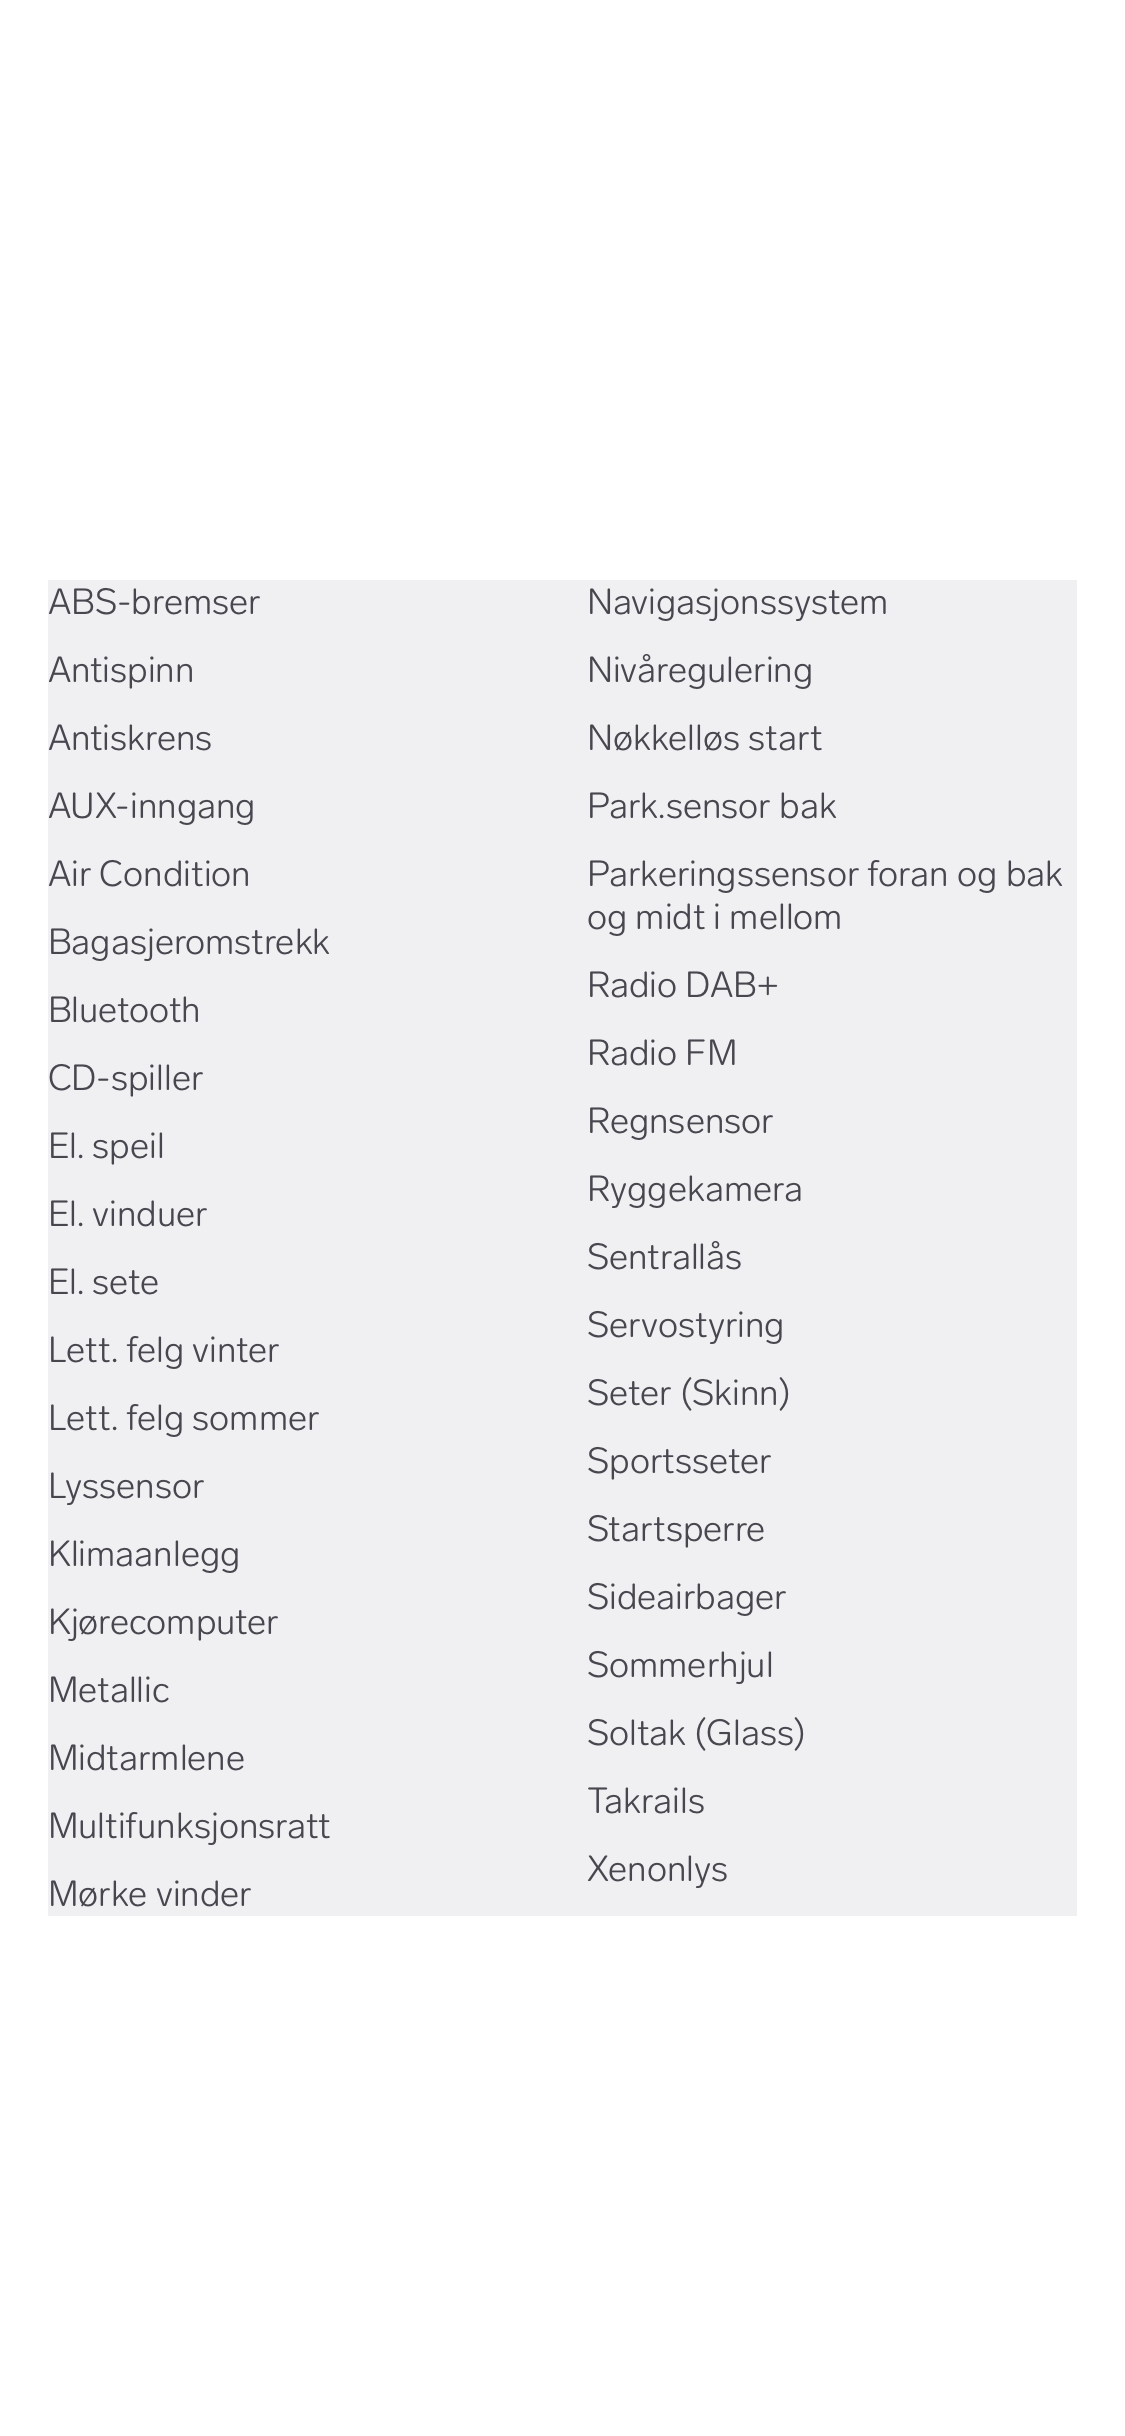 ABS-bremser
Antispinn
Antiskrens
AUX-inngang
Air Condition
Bagasjeromstrekk
Bluetooth
CD-spiller
El. speil
El. vinduer
El. sete
Lett. felg vinter
Lett. felg sommer
Lyssensor
Klimaanlegg
Kjørecomputer
Metallic
Midtarmlene
Multifunksjonsratt
Mørke vinder
Navigasjonssystem
Nivåregulering
Nøkkelløs start
Park.sensor bak
Parkeringssensor foran og bak
og midt i mellom
Radio DAB+
Radio FM
Regnsensor
Ryggekamera
Sentrallås
Servostyring
Seter (Skinn)
Sportsseter
Startsperre
Sideairbager
Sommerhjul
Soltak (Glass)
Takrails
Xenonlys